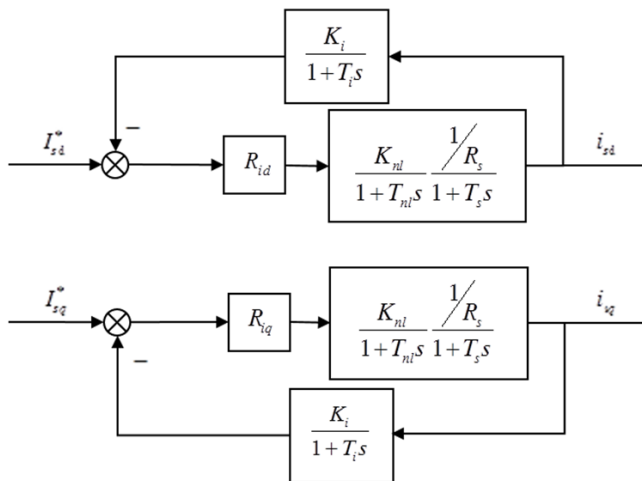 K_i / (1 + T_i s)
−
I*_sd
R_id
K_nl / (1 + T_nl s) (1/R_s) / (1 + T_s s)
i_sd
I*_sq
R_iq
K_nl / (1 + T_nl s) (1/R_s) / (1 + T_s s)
i_vq
−
K_i / (1 + T_i s)